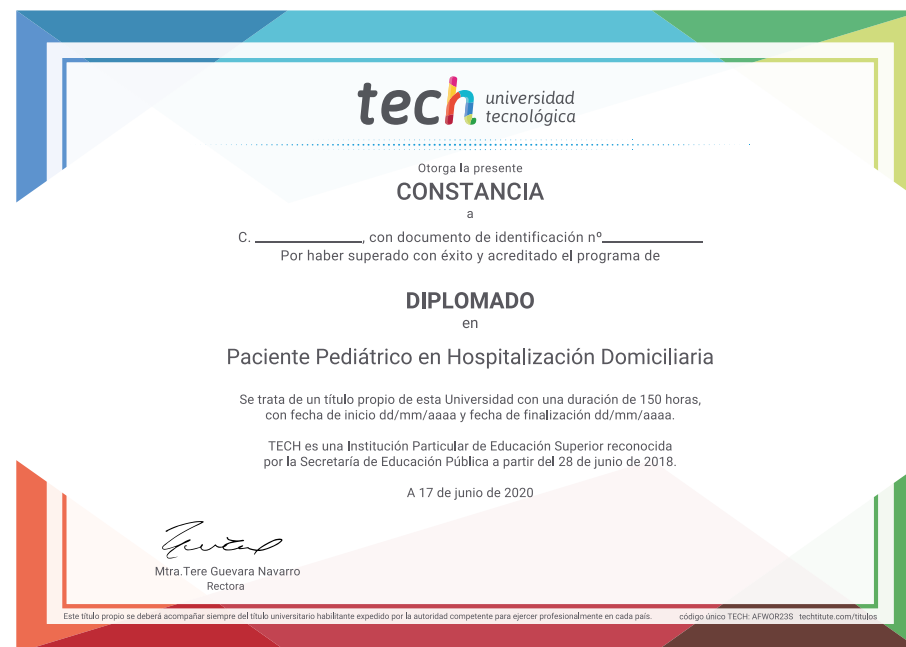 tech universidad
tecnológica
Otorga la presente
CONSTANCIA
a
C. ____________, con documento de identificación nº____________
Por haber superado con éxito y acreditado el programa de
DIPLOMADO
en
Paciente Pediátrico en Hospitalización Domiciliaria
Se trata de un título propio de esta Universidad con una duración de 150 horas,
con fecha de inicio dd/mm/aaaa y fecha de finalización dd/mm/aaaa.
TECH es una Institución Particular de Educación Superior reconocida
por la Secretaría de Educación Pública a partir del 28 de junio de 2018.
A 17 de junio de 2020
Mtra.Tere Guevara Navarro
Rectora
Este título propio se deberá acompañar siempre del título universitario habilitante expedido por la autoridad competente para ejercer profesionalmente en cada país. código único TECH: AFWOR23S techtitute.com/titulos